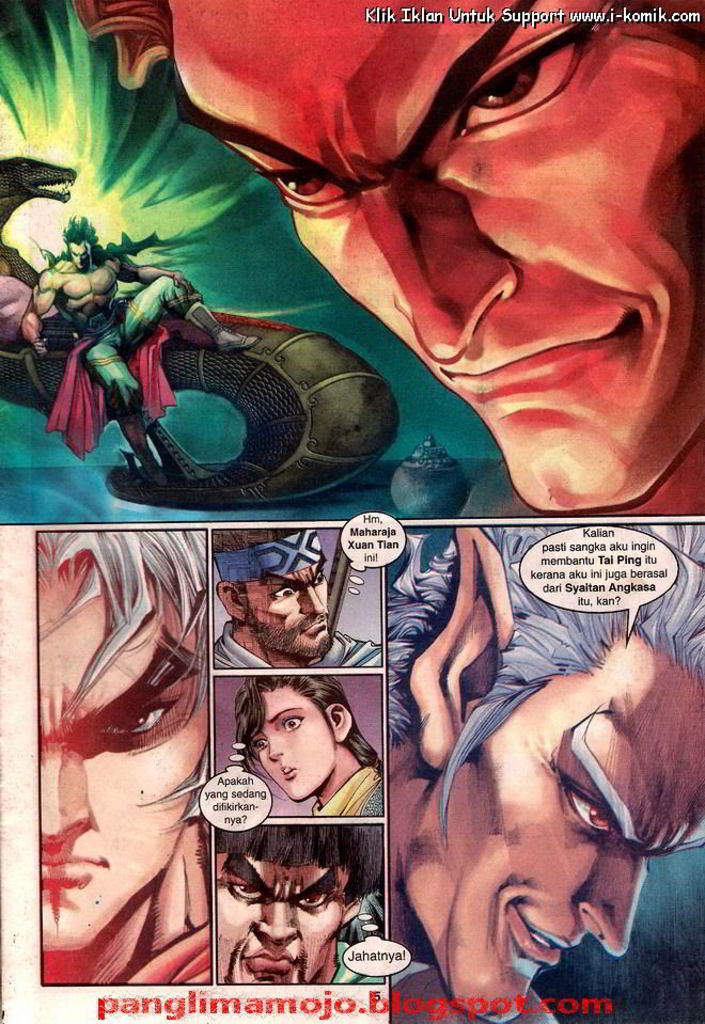 Klik Iklan Untuk Support www.i-komik.com
Hm,
Maharaja
Xuan Tian
ini!
Kalian
pasti sangka aku ingin
membantu Tai Ping itu
kerana aku ini juga berasal
dari Syaitan Angkasa
itu, kan?
Apakah
yang sedang
difikirkan-
nya?
Jahatnya!
panglimamojo.blogspot.com